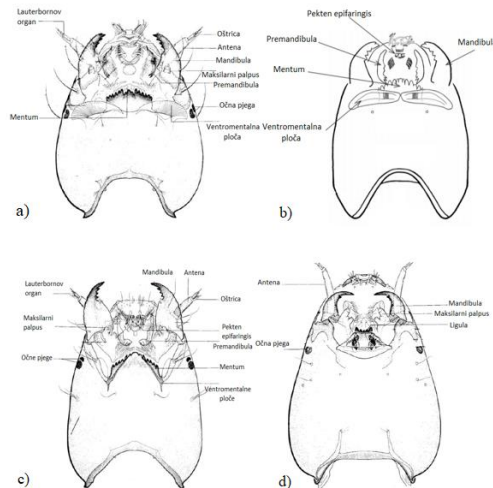 Lauterbornov
organ
Oštrica
Antena
Mandibula
Maksilarni palpus
Premandibula
Očna pjega
Mentum
Ventromentalna
ploča
a)
Pekten epifaringis
Premandibula
Mandibula
Mentum
Ventromentalna
ploča
b)
Mandibula
Antena
Lauterbornov
organ
Oštrica
Maksilarni
palpus
Pekten
epifaringis
Premandibula
Očne pjege
Mentum
Ventromentalne
ploče
c)
Antena
Mandibula
Maksilarni palpus
Ligula
Očna pjega
d)